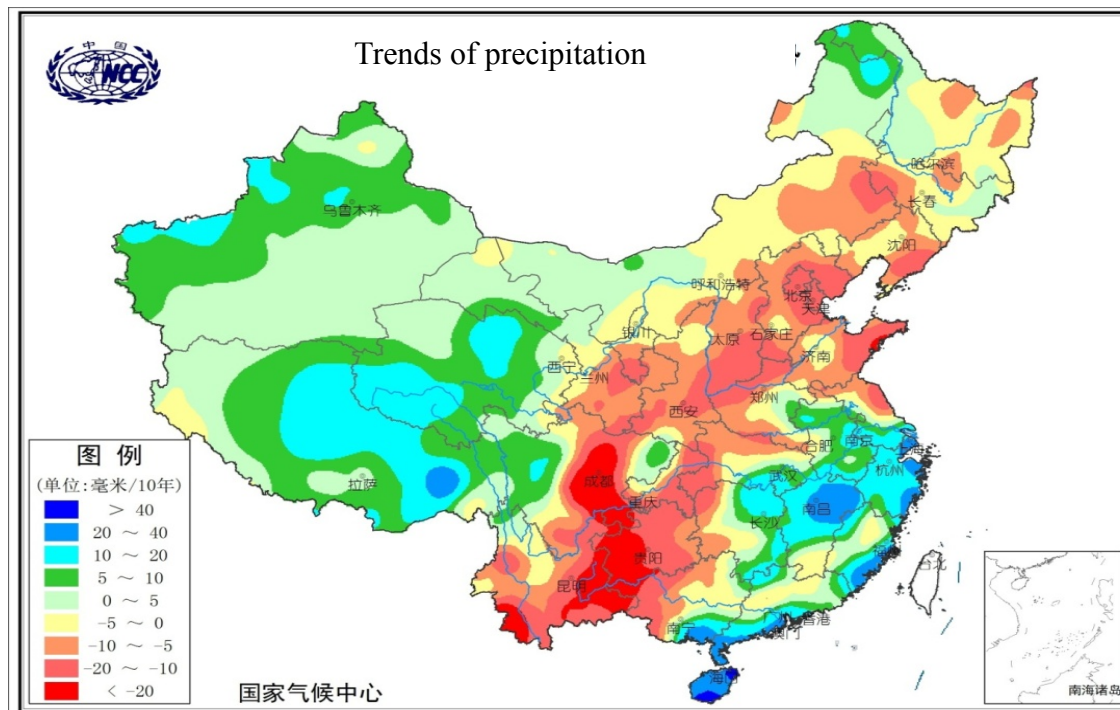 中国
NCC
Trends of precipitation
哈尔滨
乌鲁木齐
长春
沈阳
呼和浩特
北京
天津
银川
太原
石家庄
西宁
济南
兰州
郑州
西安
合肥
南京
上海
成都
武汉
杭州
拉萨
重庆
南昌
长沙
贵阳
福州
台北
昆明
南宁
香港
澳门
海口
图 例
(单位:毫米/10年)
> 40
20 ~ 40
10 ~ 20
5 ~ 10
0 ~ 5
-5 ~ 0
-10 ~ -5
-20 ~ -10
< -20
国家气候中心
南海诸岛